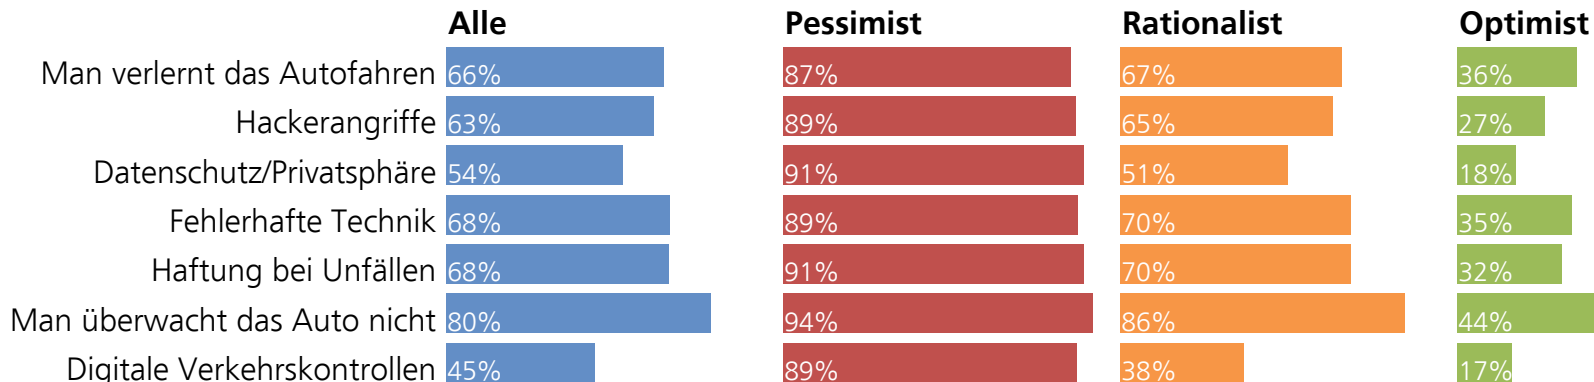 Alle Pessimist Rationalist Optimist
Man verlernt das Autofahren 66% 87% 67% 36%
Hackerangriffe 63% 89% 65% 27%
Datenschutz/Privatsphäre 54% 91% 51% 18%
Fehlerhafte Technik 68% 89% 70% 35%
Haftung bei Unfällen 68% 91% 70% 32%
Man überwacht das Auto nicht 80% 94% 86% 44%
Digitale Verkehrskontrollen 45% 89% 38% 17%